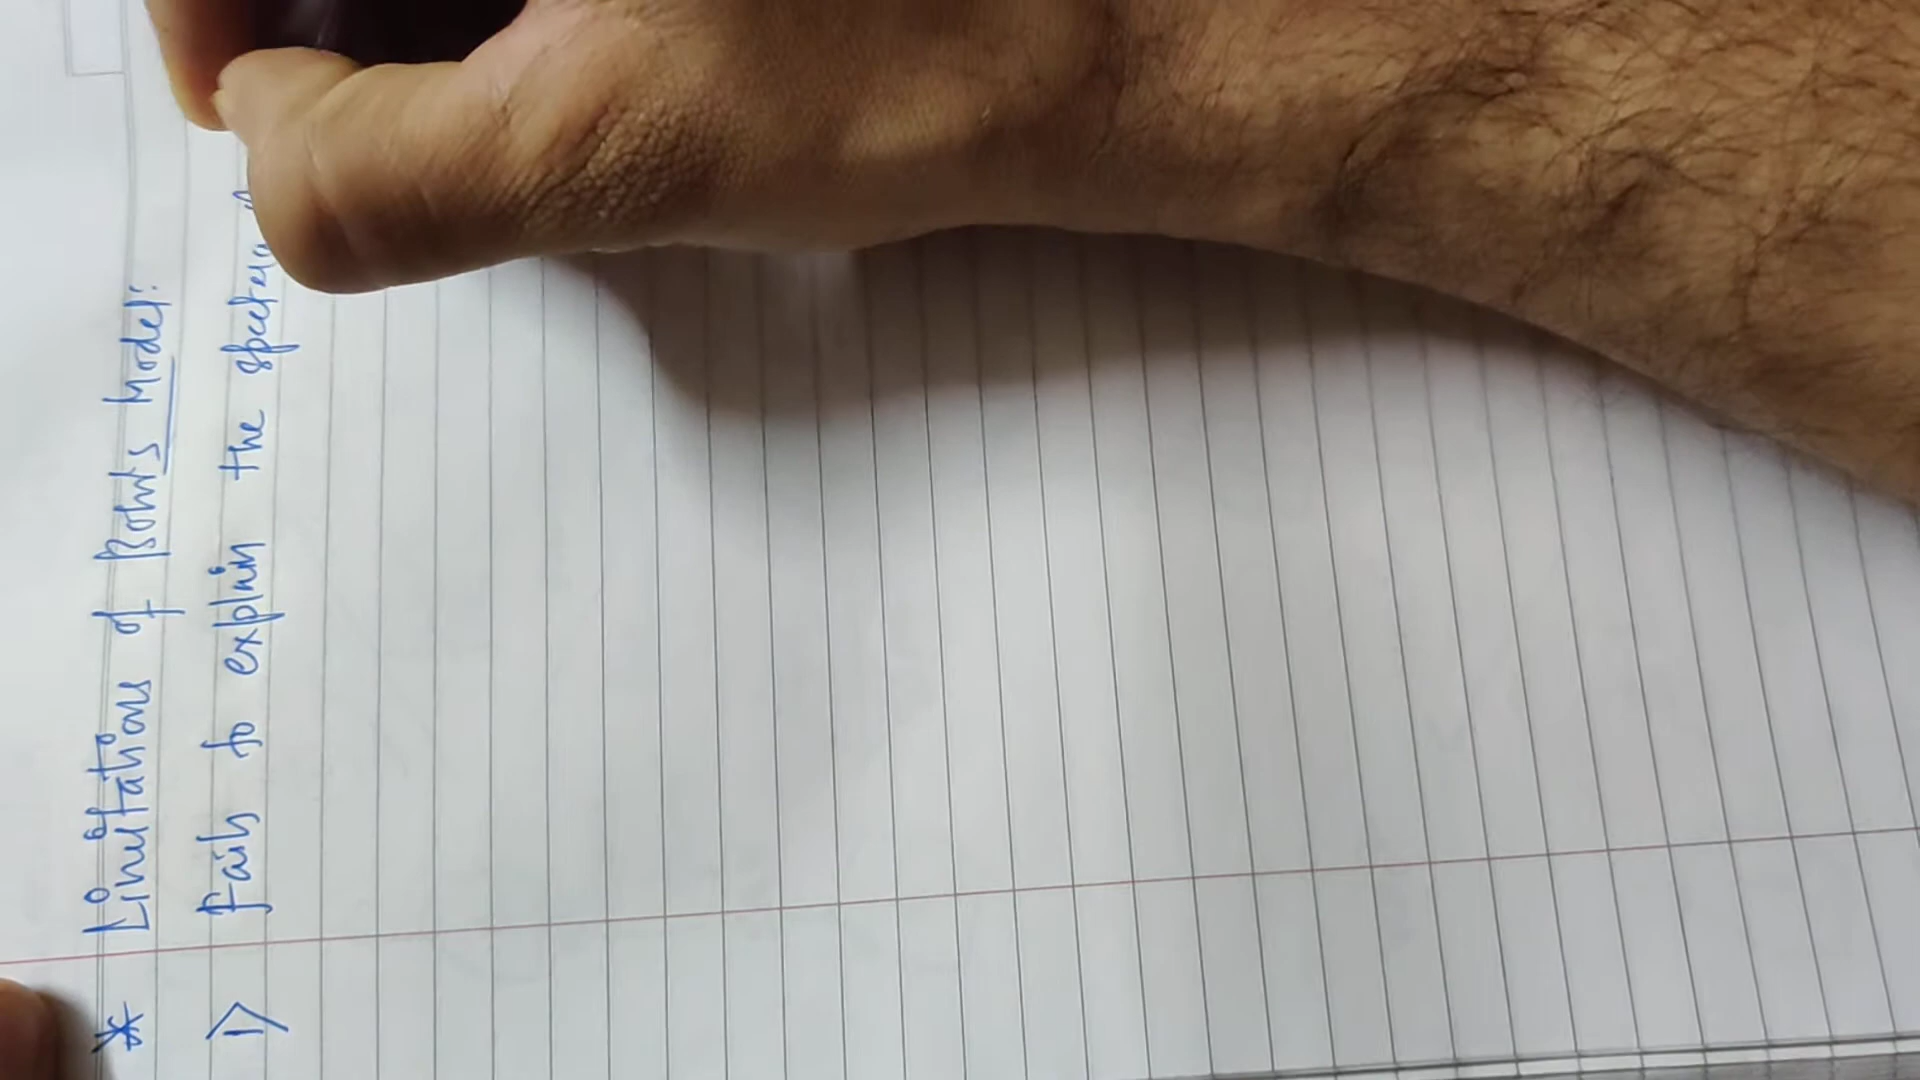 * Limitations of Bohr's Model:
1> Fails to explain the